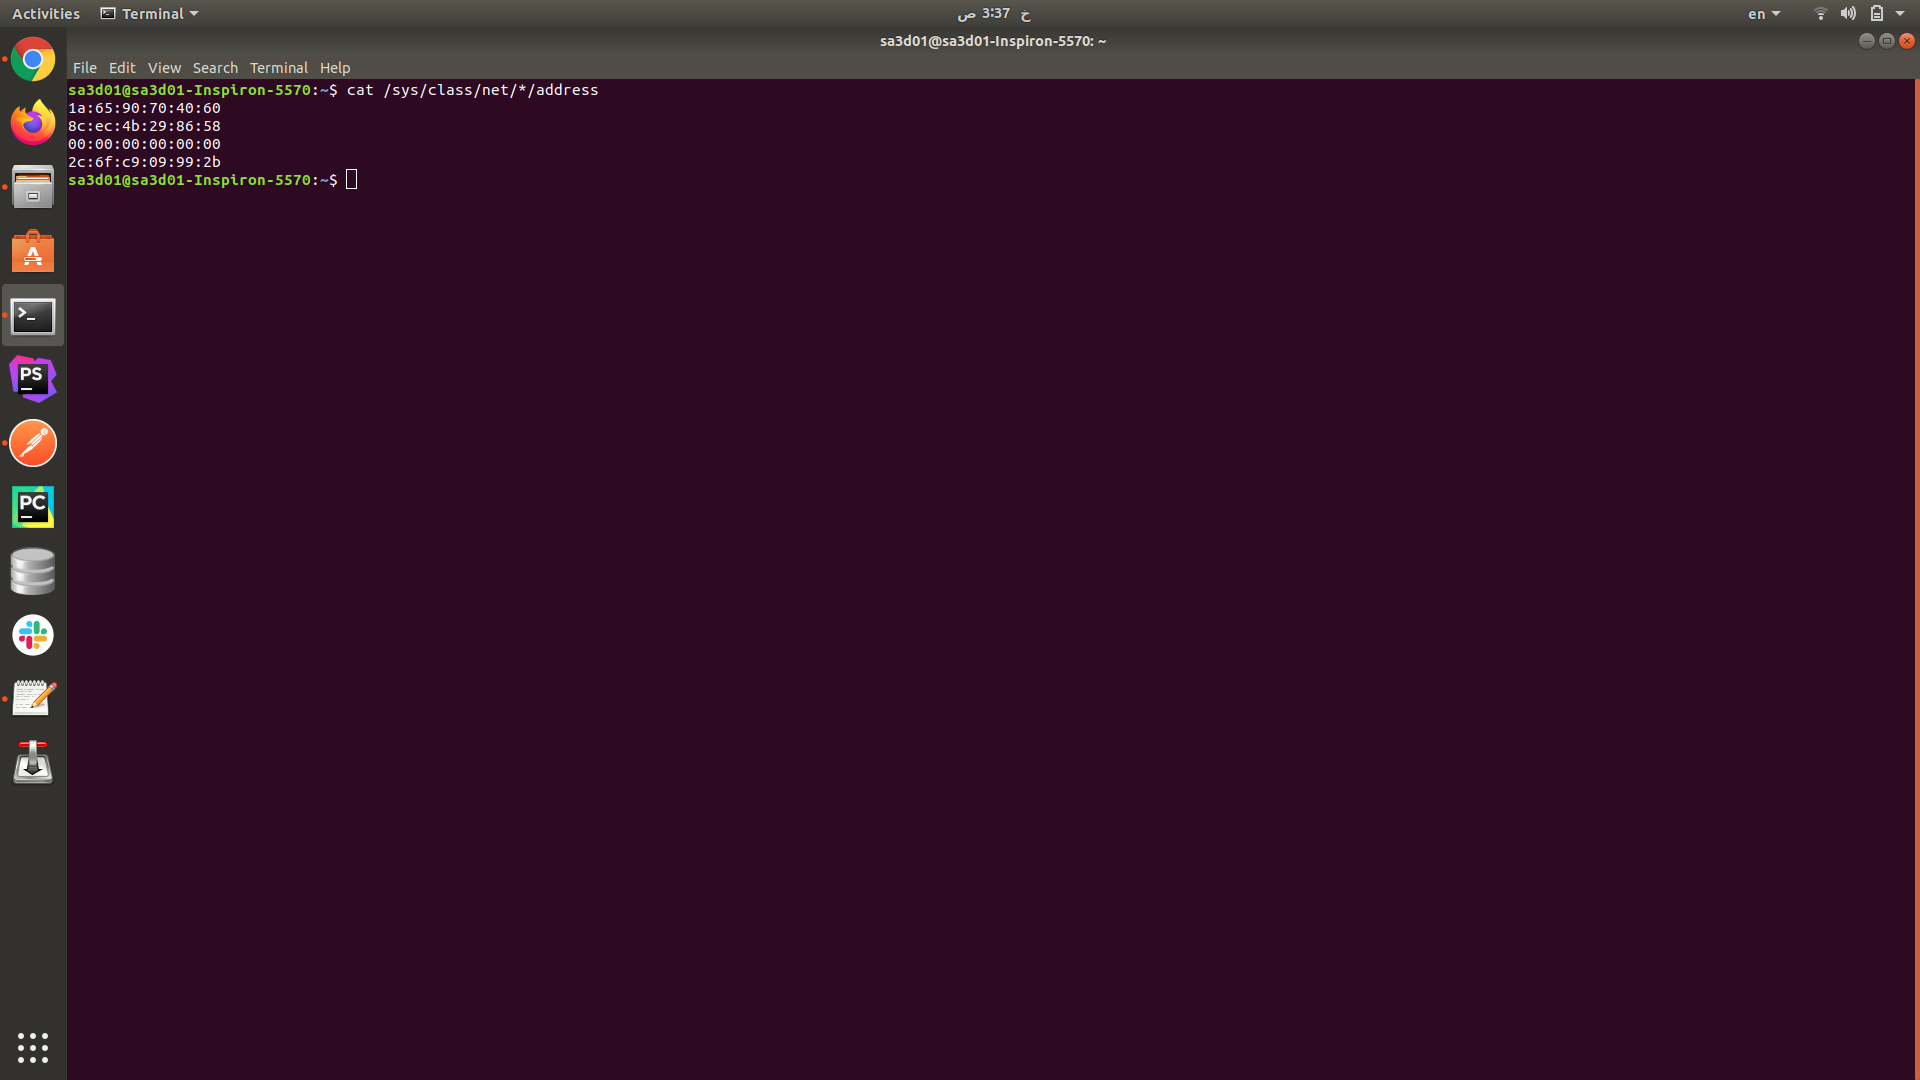 Activities Terminal خ 3:37 ص en
sa3d01@sa3d01-Inspiron-5570: ~
File Edit View Search Terminal Help
sa3d01@sa3d01-Inspiron-5570:~$ cat /sys/class/net/*/address
1a:65:90:70:40:60
8c:ec:4b:29:86:58
00:00:00:00:00:00
2c:6f:c9:09:99:2b
sa3d01@sa3d01-Inspiron-5570:~$
PS
PC